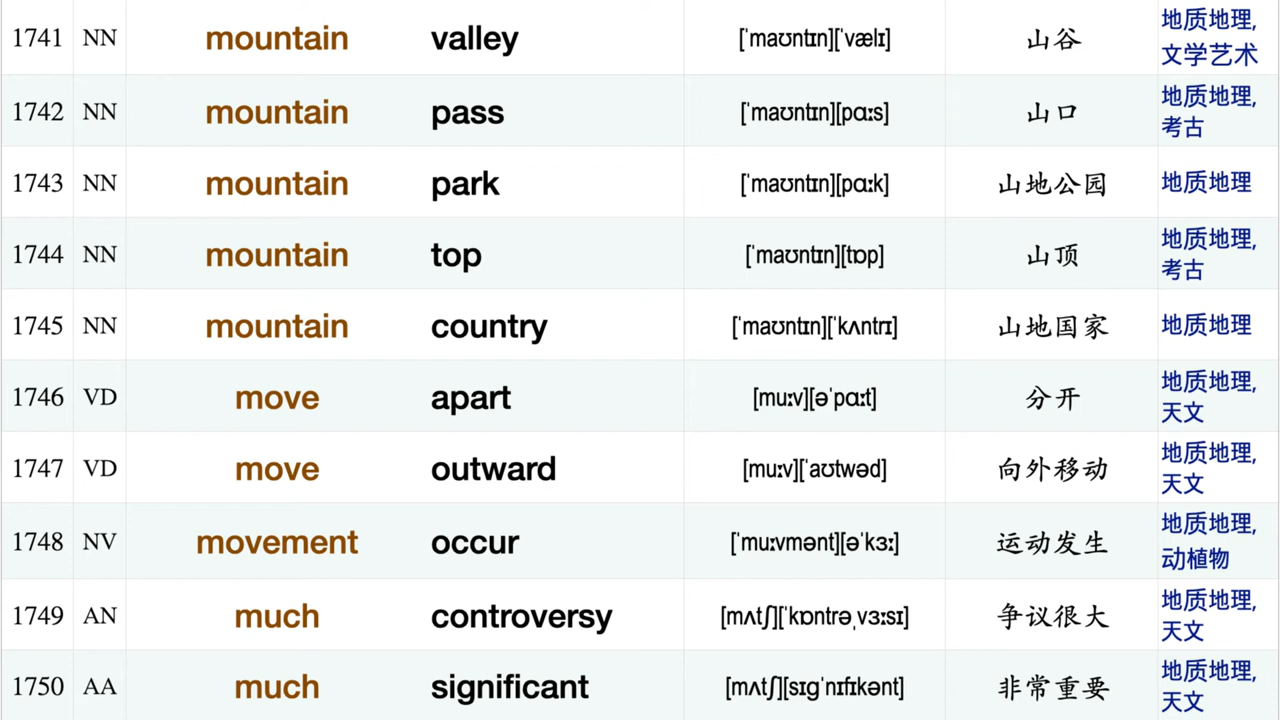 1741 NN mountain valley [ˈmaʊntɪn][ˈvælɪ] 山谷 地质地理, 文学艺术
1742 NN mountain pass [ˈmaʊntɪn][pɑːs] 山口 地质地理, 考古
1743 NN mountain park [ˈmaʊntɪn][pɑːk] 山地公园 地质地理
1744 NN mountain top [ˈmaʊntɪn][tɒp] 山顶 地质地理, 考古
1745 NN mountain country [ˈmaʊntɪn][ˈkʌntrɪ] 山地国家 地质地理
1746 VD move apart [muːv][əˈpɑːt] 分开 地质地理, 天文
1747 VD move outward [muːv][ˈaʊtwəd] 向外移动 地质地理, 天文
1748 NV movement occur [ˈmuːvmənt][əˈkɜː] 运动发生 地质地理, 动植物
1749 AN much controversy [mʌtʃ][ˈkɒntrəˌvɜːsɪ] 争议很大 地质地理, 天文
1750 AA much significant [mʌtʃ][sɪɡˈnɪfɪkənt] 非常重要 地质地理, 天文